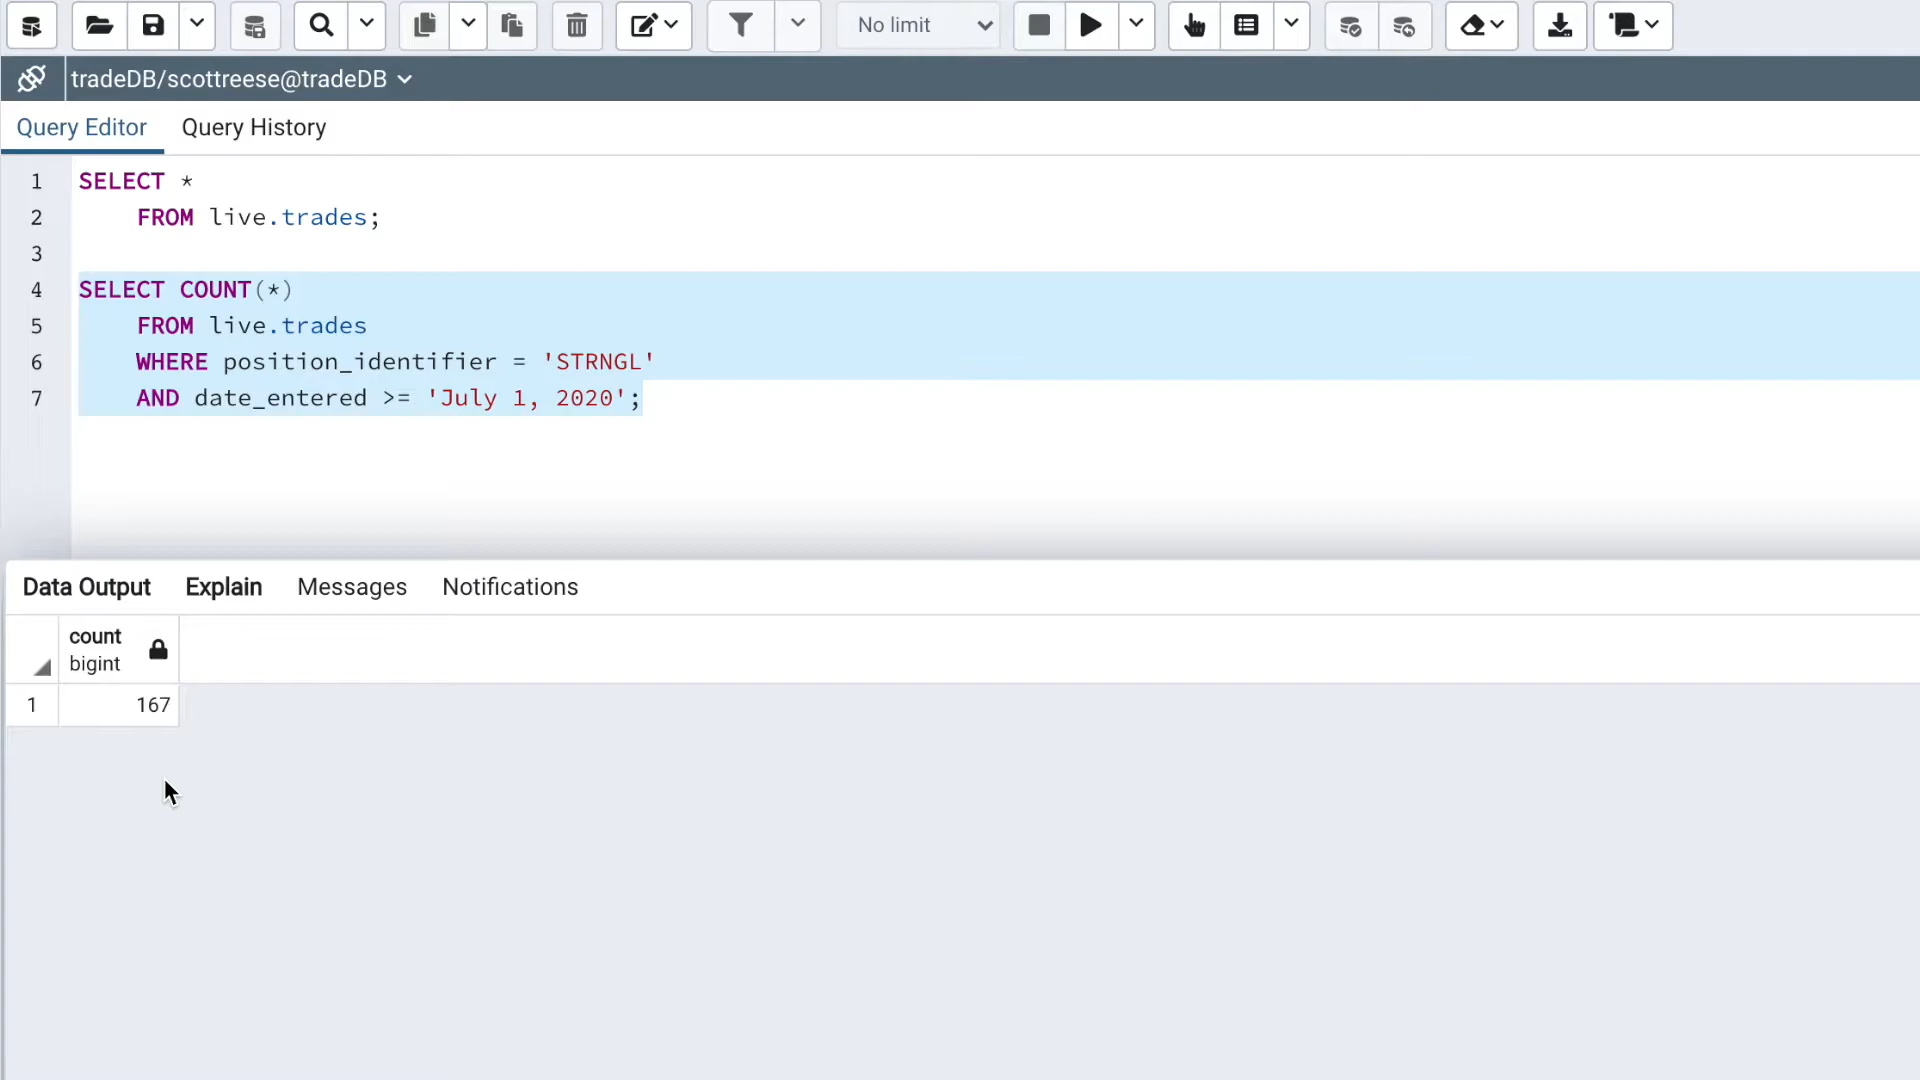 No limit
tradeDB/scottreese@tradeDB
Query Editor Query History
1 SELECT *
2 FROM live.trades;
3
4 SELECT COUNT(*)
5 FROM live.trades
6 WHERE position_identifier = 'STRNGL'
7 AND date_entered >= 'July 1, 2020';
Data Output Explain Messages Notifications
count
bigint
1 167